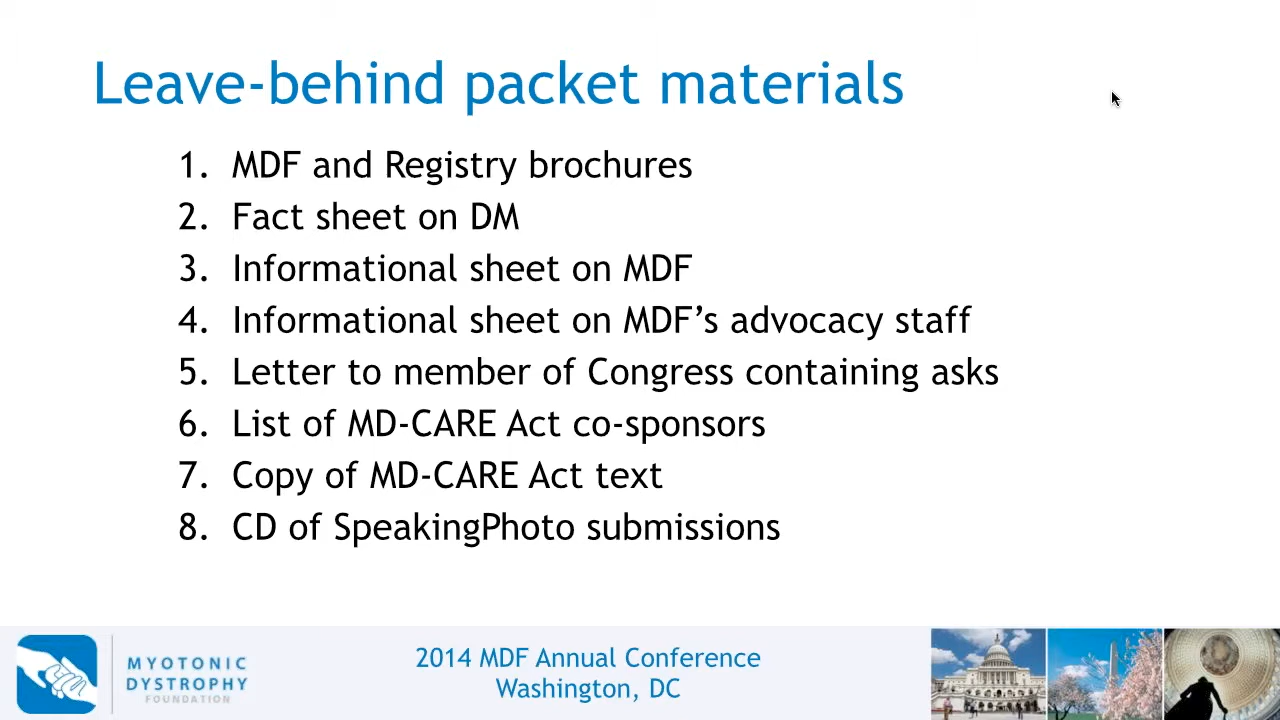 Leave-behind packet materials
1. MDF and Registry brochures
2. Fact sheet on DM
3. Informational sheet on MDF
4. Informational sheet on MDF’s advocacy staff
5. Letter to member of Congress containing asks
6. List of MD-CARE Act co-sponsors
7. Copy of MD-CARE Act text
8. CD of SpeakingPhoto submissions
MYOTONIC
DYSTROPHY
FOUNDATION
2014 MDF Annual Conference
Washington, DC